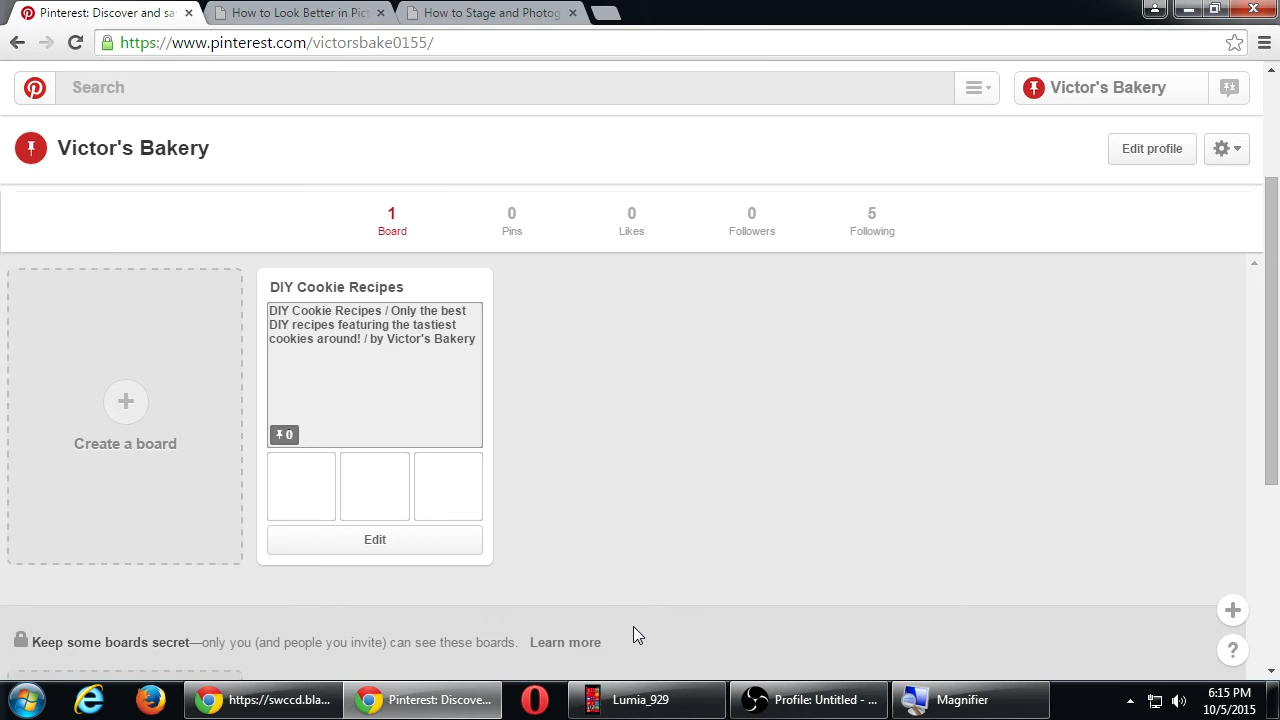 Pinterest: Discover and sa
How to Look Better in Pict
How to Stage and Photog
https://www.pinterest.com/victorsbake0155/
Search
Victor's Bakery
Victor's Bakery
Edit profile
1
Board
0
Pins
0
Likes
0
Followers
5
Following
Create a board
DIY Cookie Recipes
DIY Cookie Recipes / Only the best
DIY recipes featuring the tastiest
cookies around! / by Victor's Bakery
0
Edit
Keep some boards secret—only you (and people you invite) can see these boards. Learn more
+
?
https://swccd.bla...
Pinterest: Discove...
Lumia_929
Profile: Untitled - ...
Magnifier
6:15 PM
10/5/2015